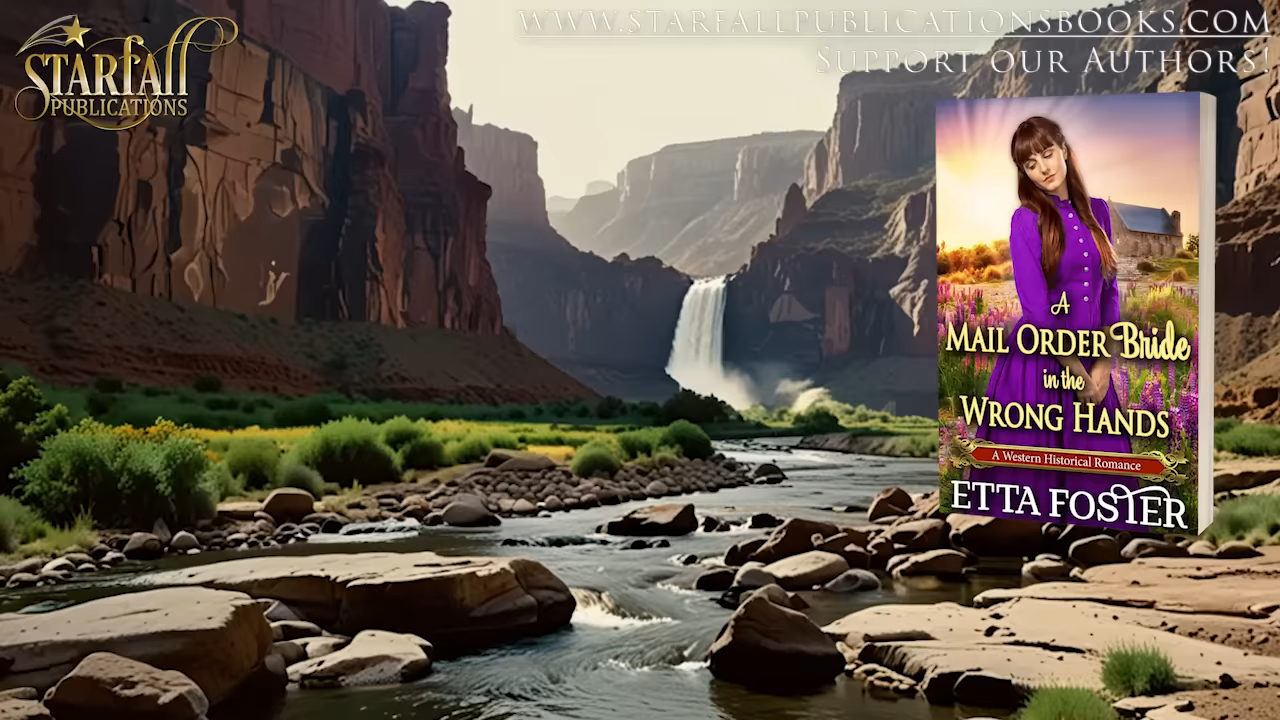 STARfall
PUBLICATIONS
WWW.STARFALLPUBLICATIONSBOOKS.COM
SUPPORT OUR AUTHORS!
A
MAIL ORDER Bride
in the
WRONG HANDS
A Western Historical Romance
ETTA FOSTER